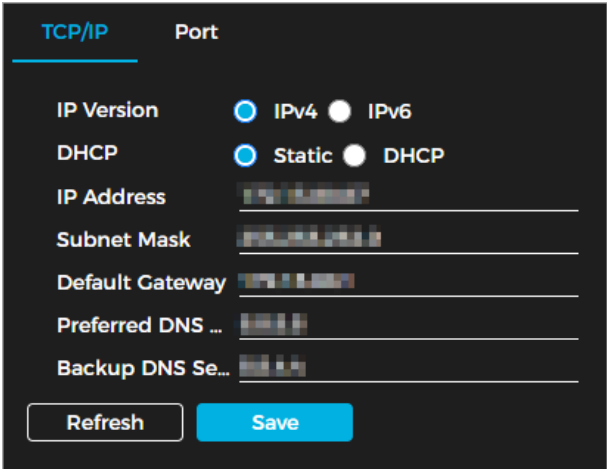 TCP/IP Port
IP Version IPv4 IPv6
DHCP Static DHCP
IP Address
Subnet Mask
Default Gateway
Preferred DNS ...
Backup DNS Se...
Refresh Save